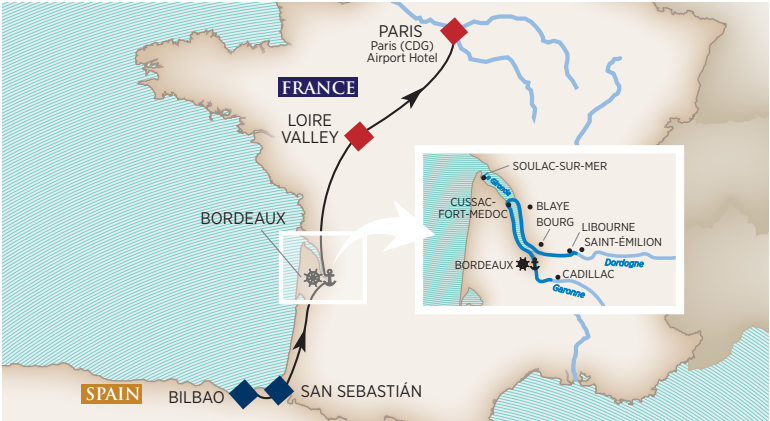 PARIS
Paris (CDG)
Airport Hotel
FRANCE
LOIRE
VALLEY
BORDEAUX
SOULAC-SUR-MER
La Gironde
CUSSAC-
FORT-MEDOC
BLAYE
BOURG
LIBOURNE
SAINT-ÉMILION
BORDEAUX
Dordogne
CADILLAC
Garonne
SPAIN
BILBAO
SAN SEBASTIÁN